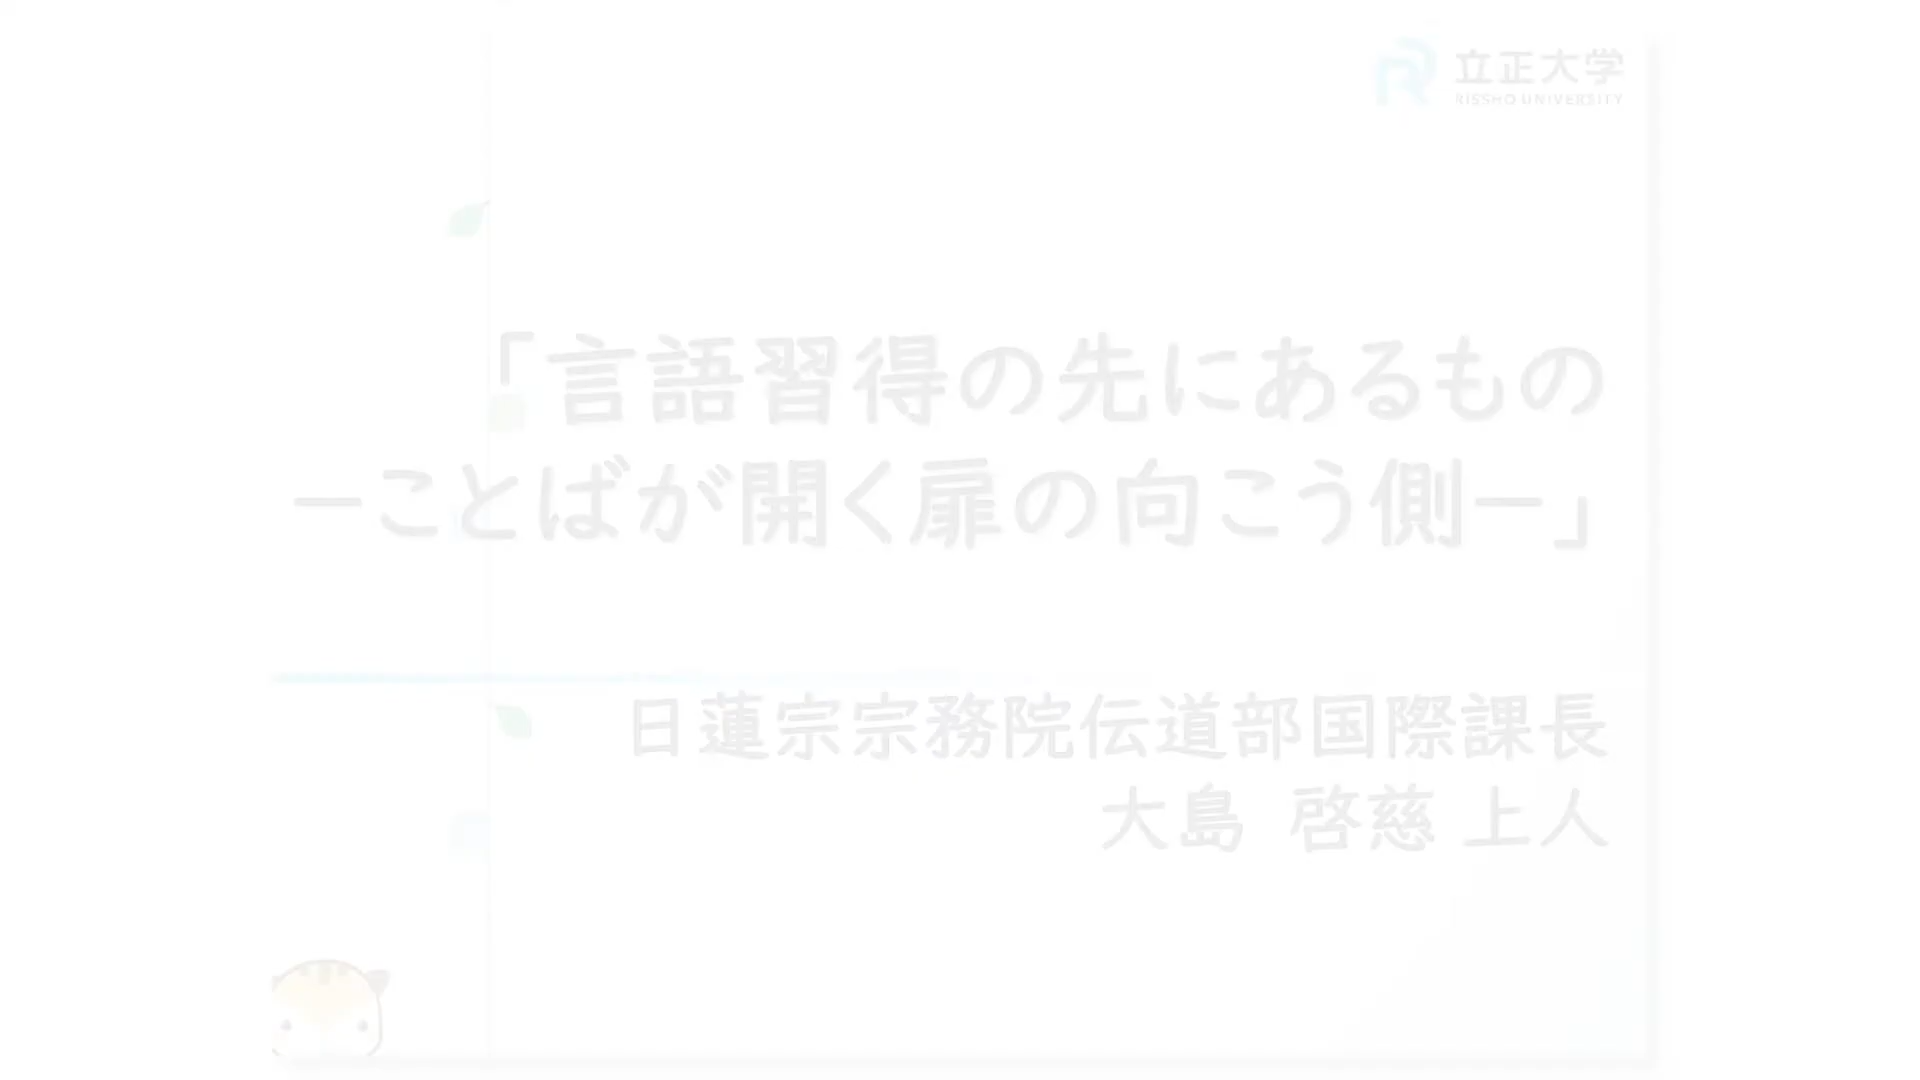 立正大学
RISSHO UNIVERSITY
「言語習得の先にあるもの
ーことばが開く扉の向こう側ー」
日蓮宗宗務院伝道部国際課長
大島 啓慈 上人